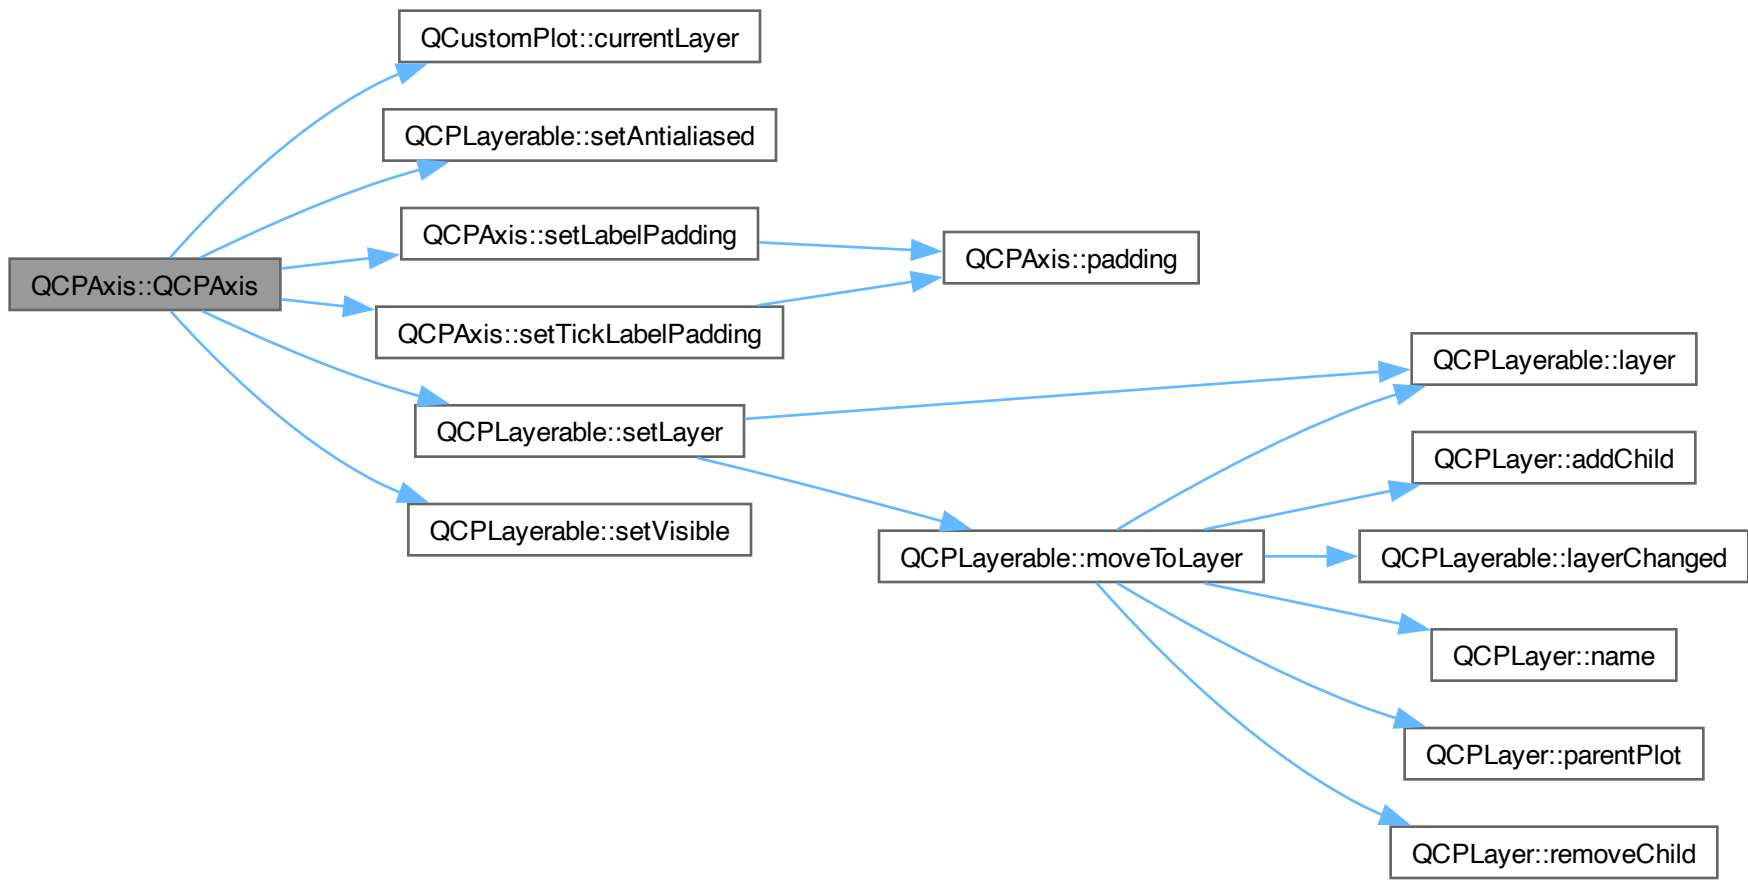 QCPAxis::QCPAxis
QCustomPlot::currentLayer
QCPLayerable::setAntialiased
QCPAxis::setLabelPadding
QCPAxis::setTickLabelPadding
QCPLayerable::setLayer
QCPLayerable::setVisible
QCPAxis::padding
QCPLayerable::moveToLayer
QCPLayerable::layer
QCPLayer::addChild
QCPLayerable::layerChanged
QCPLayer::name
QCPLayer::parentPlot
QCPLayer::removeChild